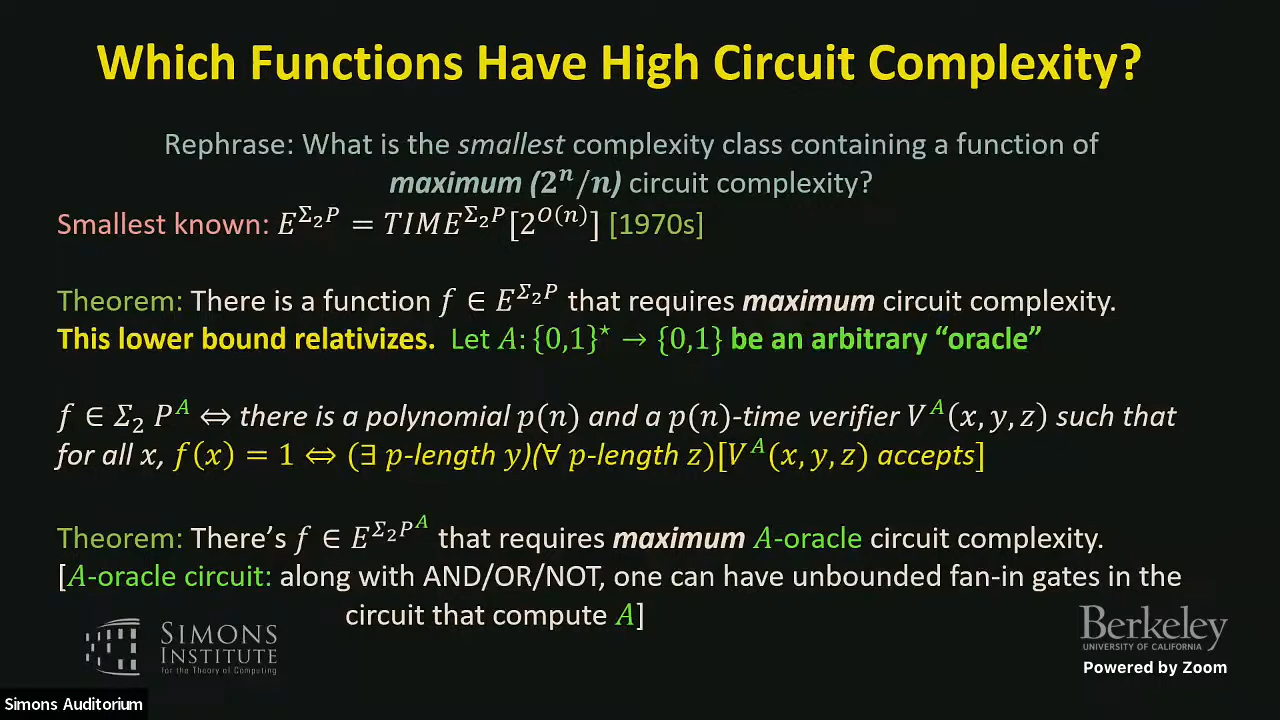 Which Functions Have High Circuit Complexity?
Rephrase: What is the smallest complexity class containing a function of
maximum (2ⁿ/n) circuit complexity?
Smallest known: E^{Σ₂P} = TIME^{Σ₂P}[2^{O(n)}] [1970s]
Theorem: There is a function f ∈ E^{Σ₂P} that requires maximum circuit complexity.
This lower bound relativizes. Let A: {0,1}* → {0,1} be an arbitrary “oracle”
f ∈ Σ₂ P^A ⇔ there is a polynomial p(n) and a p(n)-time verifier V^A(x, y, z) such that
for all x, f(x) = 1 ⇔ (∃ p-length y)(∀ p-length z)[V^A(x, y, z) accepts]
Theorem: There’s f ∈ E^{Σ₂P^A} that requires maximum A-oracle circuit complexity.
[A-oracle circuit: along with AND/OR/NOT, one can have unbounded fan-in gates in the
circuit that compute A]
SIMONS
INSTITUTE
for the Theory of Computing
Berkeley
UNIVERSITY OF CALIFORNIA
Powered by Zoom
Simons Auditorium